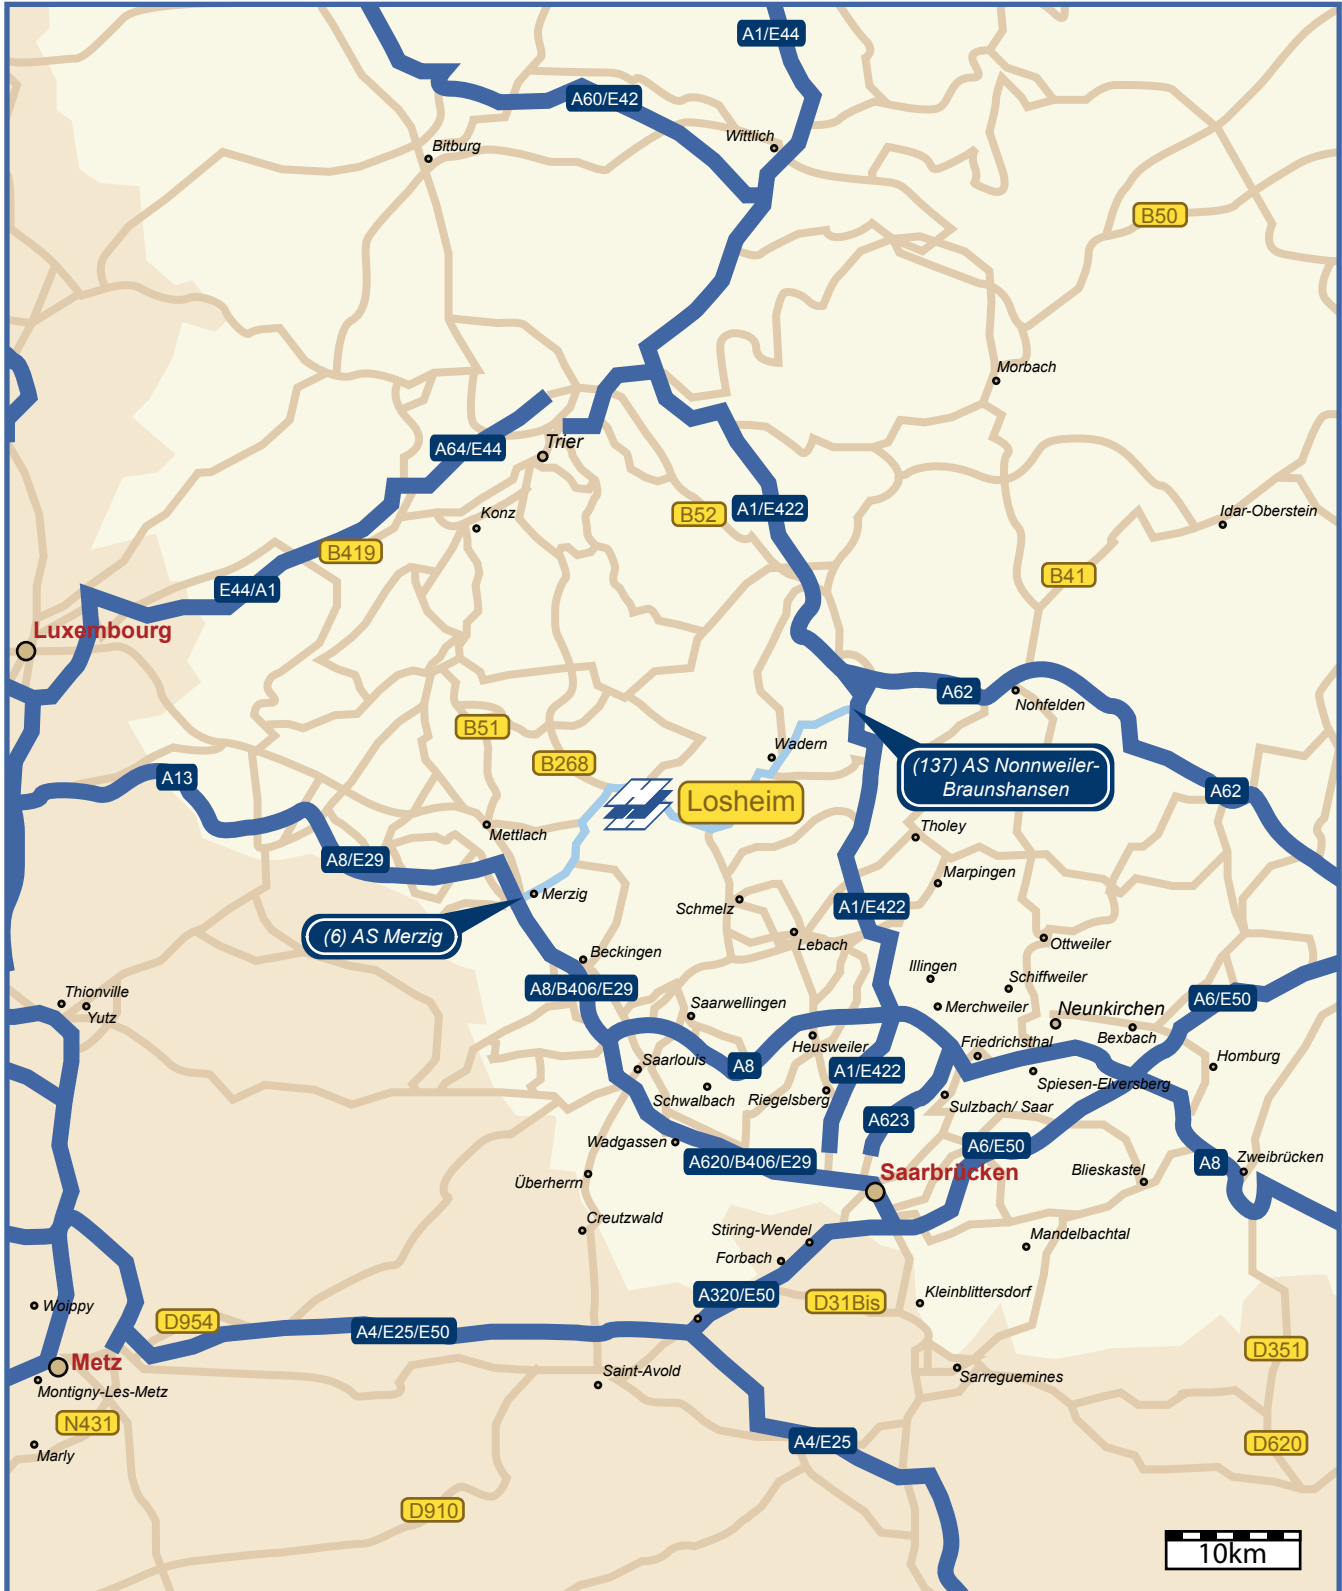 A1/E44
A60/E42
Wittlich
Bitburg
B50
Morbach
Trier
A64/E44
B52
A1/E422
Konz
Idar-Oberstein
B419
B41
E44/A1
Luxembourg
A62
Nohfelden
B51
Wadern
B268
(137) AS Nonnweiler-
Braunshansen
A13
A62
Losheim
Mettlach
Tholey
A8/E29
Marpingen
Merzig
Schmelz
A1/E422
(6) AS Merzig
Lebach
Ottweiler
Beckingen
Illingen
Schiffweiler
A8/B406/E29
Thionville
Yutz
Saarwellingen
Merchweiler
Neunkirchen
A6/E50
Bexbach
Heusweiler
Friedrichsthal
Saarlouis
A8
A1/E422
Homburg
Spiesen-Elversberg
Schwalbach
Riegelsberg
Sulzbach/ Saar
A623
Wadgassen
A6/E50
A620/B406/E29
Saarbrücken
Blieskastel
A8
Zweibrücken
Überherrn
Creutzwald
Stiring-Wendel
Mandelbachtal
Forbach
A320/E50
D31Bis
Kleinblittersdorf
Woippy
D954
A4/E25/E50
D351
Metz
Saint-Avold
Sarreguemines
Montigny-Les-Metz
N431
Marly
A4/E25
D620
D910
10km